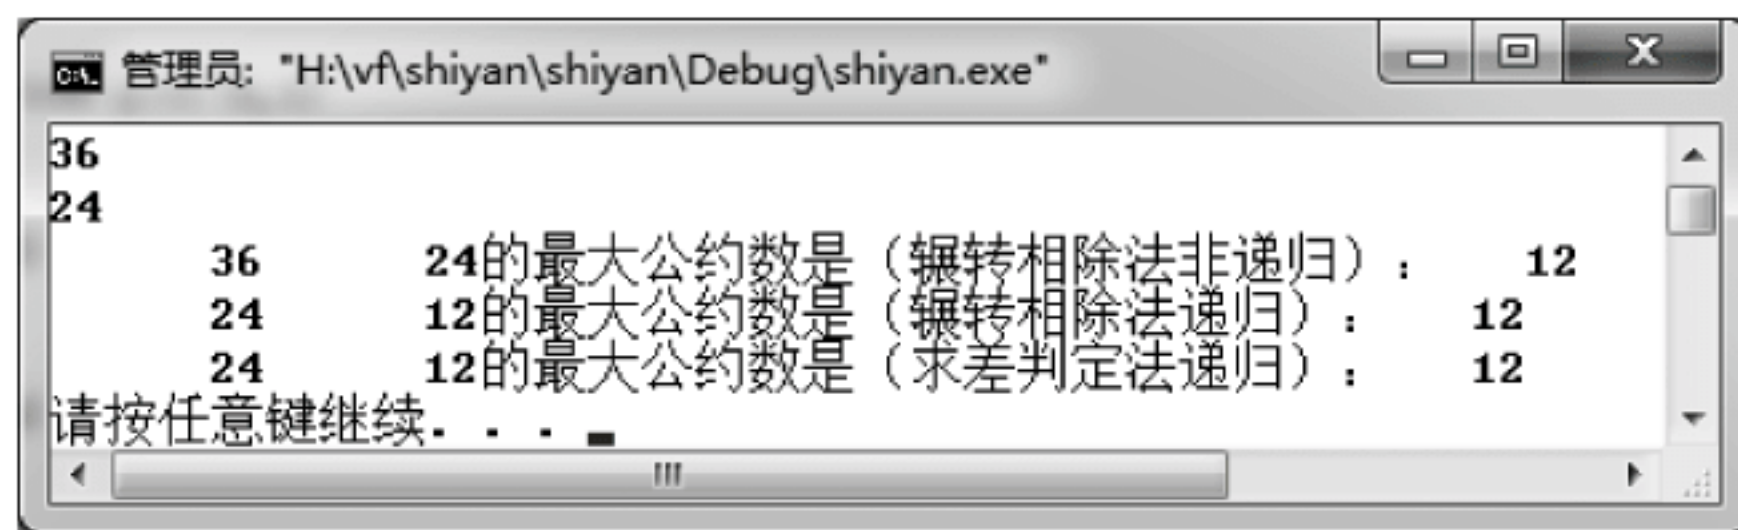 管理员: "H:\vf\shiyan\shiyan\Debug\shiyan.exe"
36
24
36 24的最大公约数是（辗转相除法非递归）： 12
24 12的最大公约数是（辗转相除法递归）： 12
24 12的最大公约数是（求差判定法递归）： 12
请按任意键继续. . .